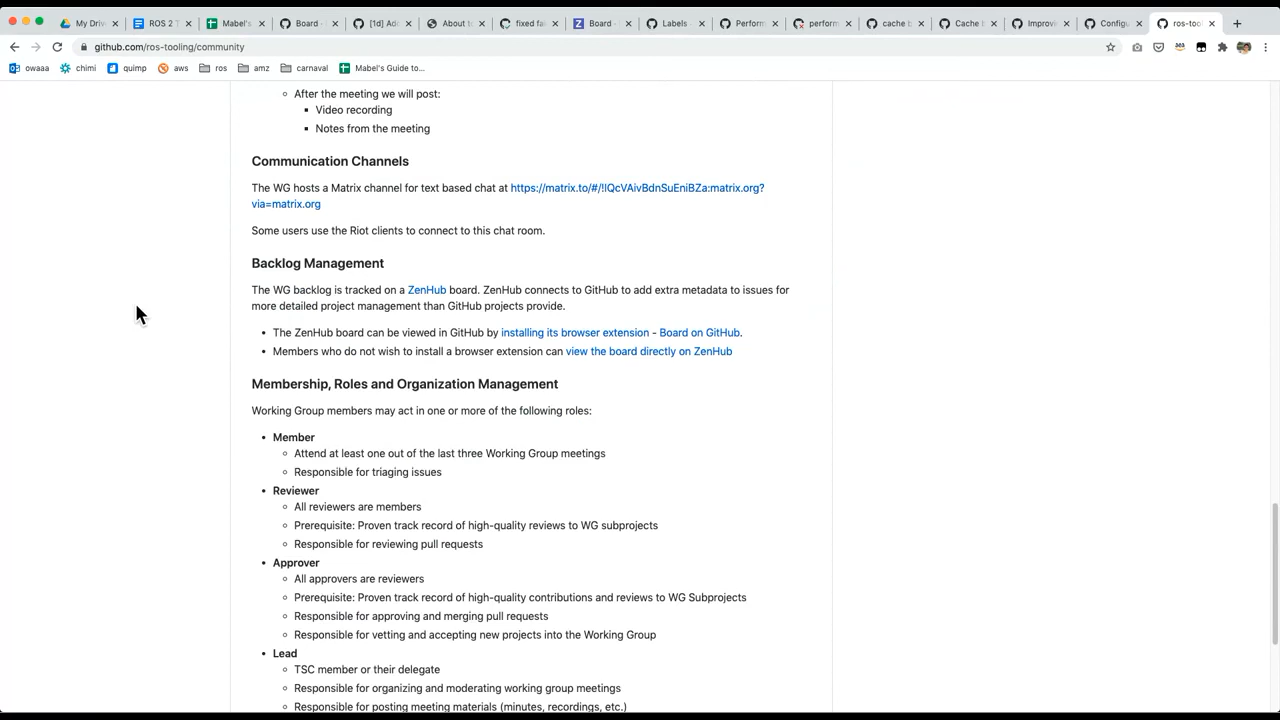 My Driv
ROS 2 T
Mabel's
Board -
[1d] Add
About to
fixed fai
Board -
Labels -
Perform
perform
cache b
Cache b
Improvi
Configu
ros-tool
github.com/ros-tooling/community
owaaa
chimi
quimp
aws
ros
amz
carnaval
Mabel's Guide to...
After the meeting we will post:
Video recording
Notes from the meeting
Communication Channels
The WG hosts a Matrix channel for text based chat at https://matrix.to/#/!IQcVAivBdnSuEniBZa:matrix.org?
via=matrix.org
Some users use the Riot clients to connect to this chat room.
Backlog Management
The WG backlog is tracked on a ZenHub board. ZenHub connects to GitHub to add extra metadata to issues for
more detailed project management than GitHub projects provide.
The ZenHub board can be viewed in GitHub by installing its browser extension - Board on GitHub.
Members who do not wish to install a browser extension can view the board directly on ZenHub
Membership, Roles and Organization Management
Working Group members may act in one or more of the following roles:
Member
Attend at least one out of the last three Working Group meetings
Responsible for triaging issues
Reviewer
All reviewers are members
Prerequisite: Proven track record of high-quality reviews to WG subprojects
Responsible for reviewing pull requests
Approver
All approvers are reviewers
Prerequisite: Proven track record of high-quality contributions and reviews to WG Subprojects
Responsible for approving and merging pull requests
Responsible for vetting and accepting new projects into the Working Group
Lead
TSC member or their delegate
Responsible for organizing and moderating working group meetings
Responsible for posting meeting materials (minutes, recordings, etc.)